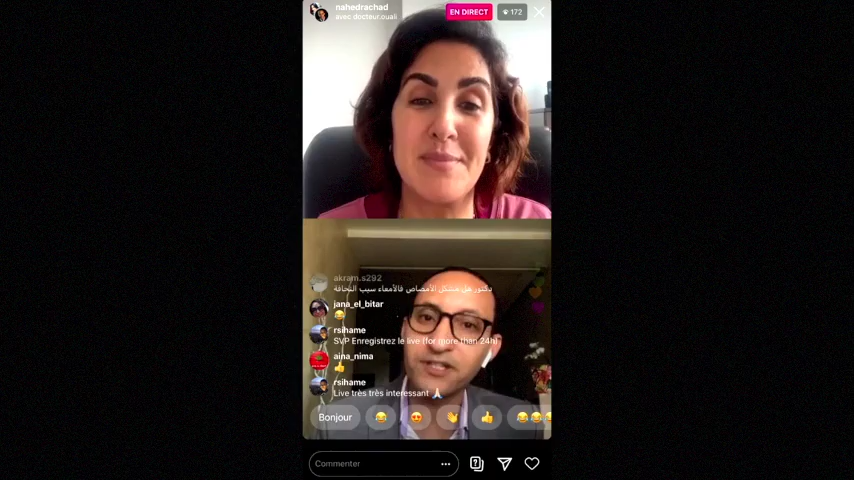 nahedrachad
avec docteur.ouali
EN DIRECT
172
akram.s292
دكتور هل مشكل الأمصاص فالأمعاء سبب النحافة
jana_el_bitar
😂
rsihame
SVP Enregistrez le live (for more than 24h)
aina_nima
👍
rsihame
Live très très interessant 🙏🏻
Bonjour 😂 😍 👏 👍 😂😂😂
Commenter